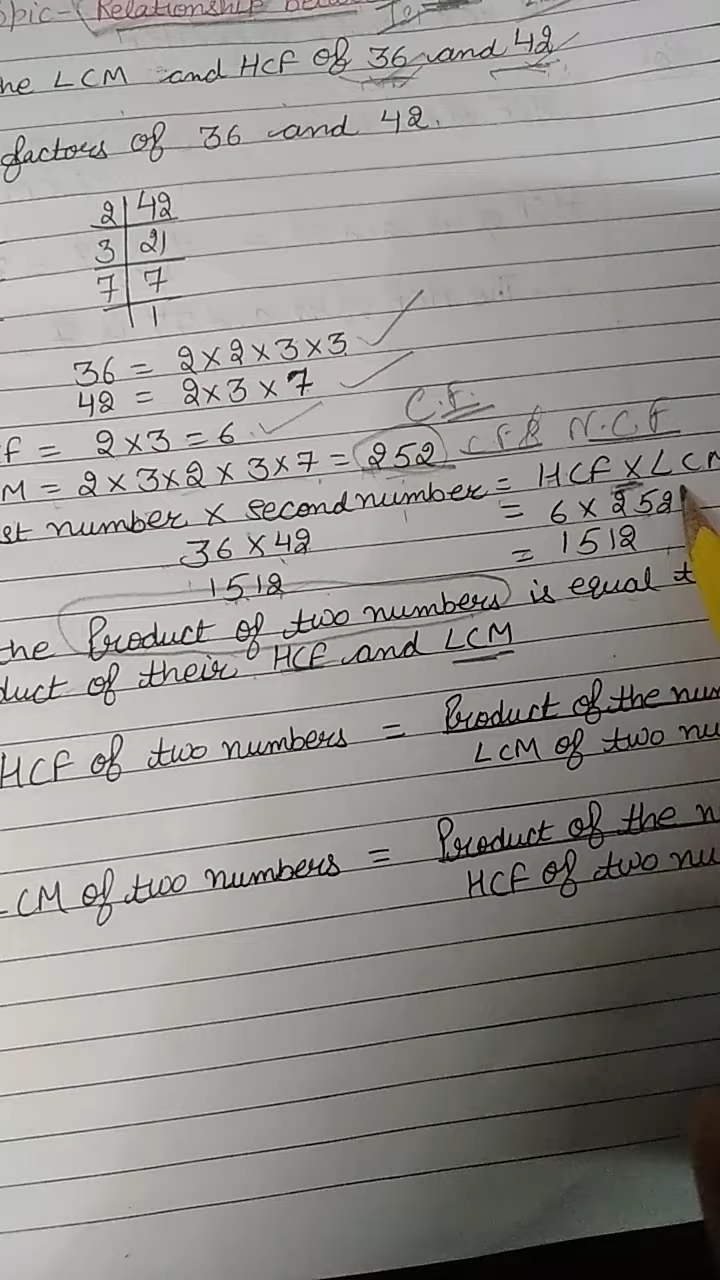 opic- Relationship Betwe
he LCM and HCF of 36 and 42
factors of 36 and 42.
2 | 42
3 | 21
7 | 7
| 1
36 = 2×2×3×3
42 = 2×3×7
C.F.
F = 2×3=6
M = 2×3×2×3×7 = 252 C.F & N.C.F
st number × second number = HCF × LCM
36×42 = 6×252
1512 = 1512
the Product of two numbers is equal t
duct of their HCF and LCM
HCF of two numbers = Product of the num
LCM of two nu
LCM of two numbers = Product of the n
HCF of two nu